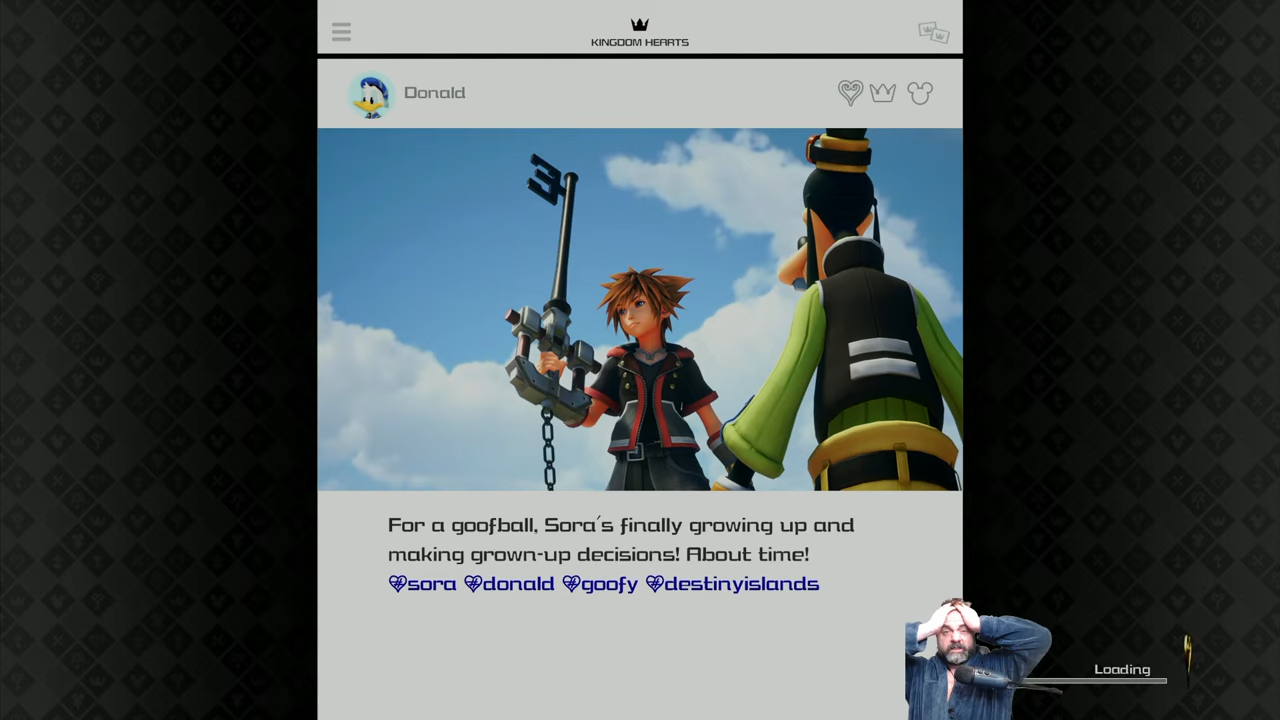 KINGDOM HEARTS
Donald
For a goofball, Sora's finally growing up and
making grown-up decisions! About time!
sora donald goofy destinyislands
Loading